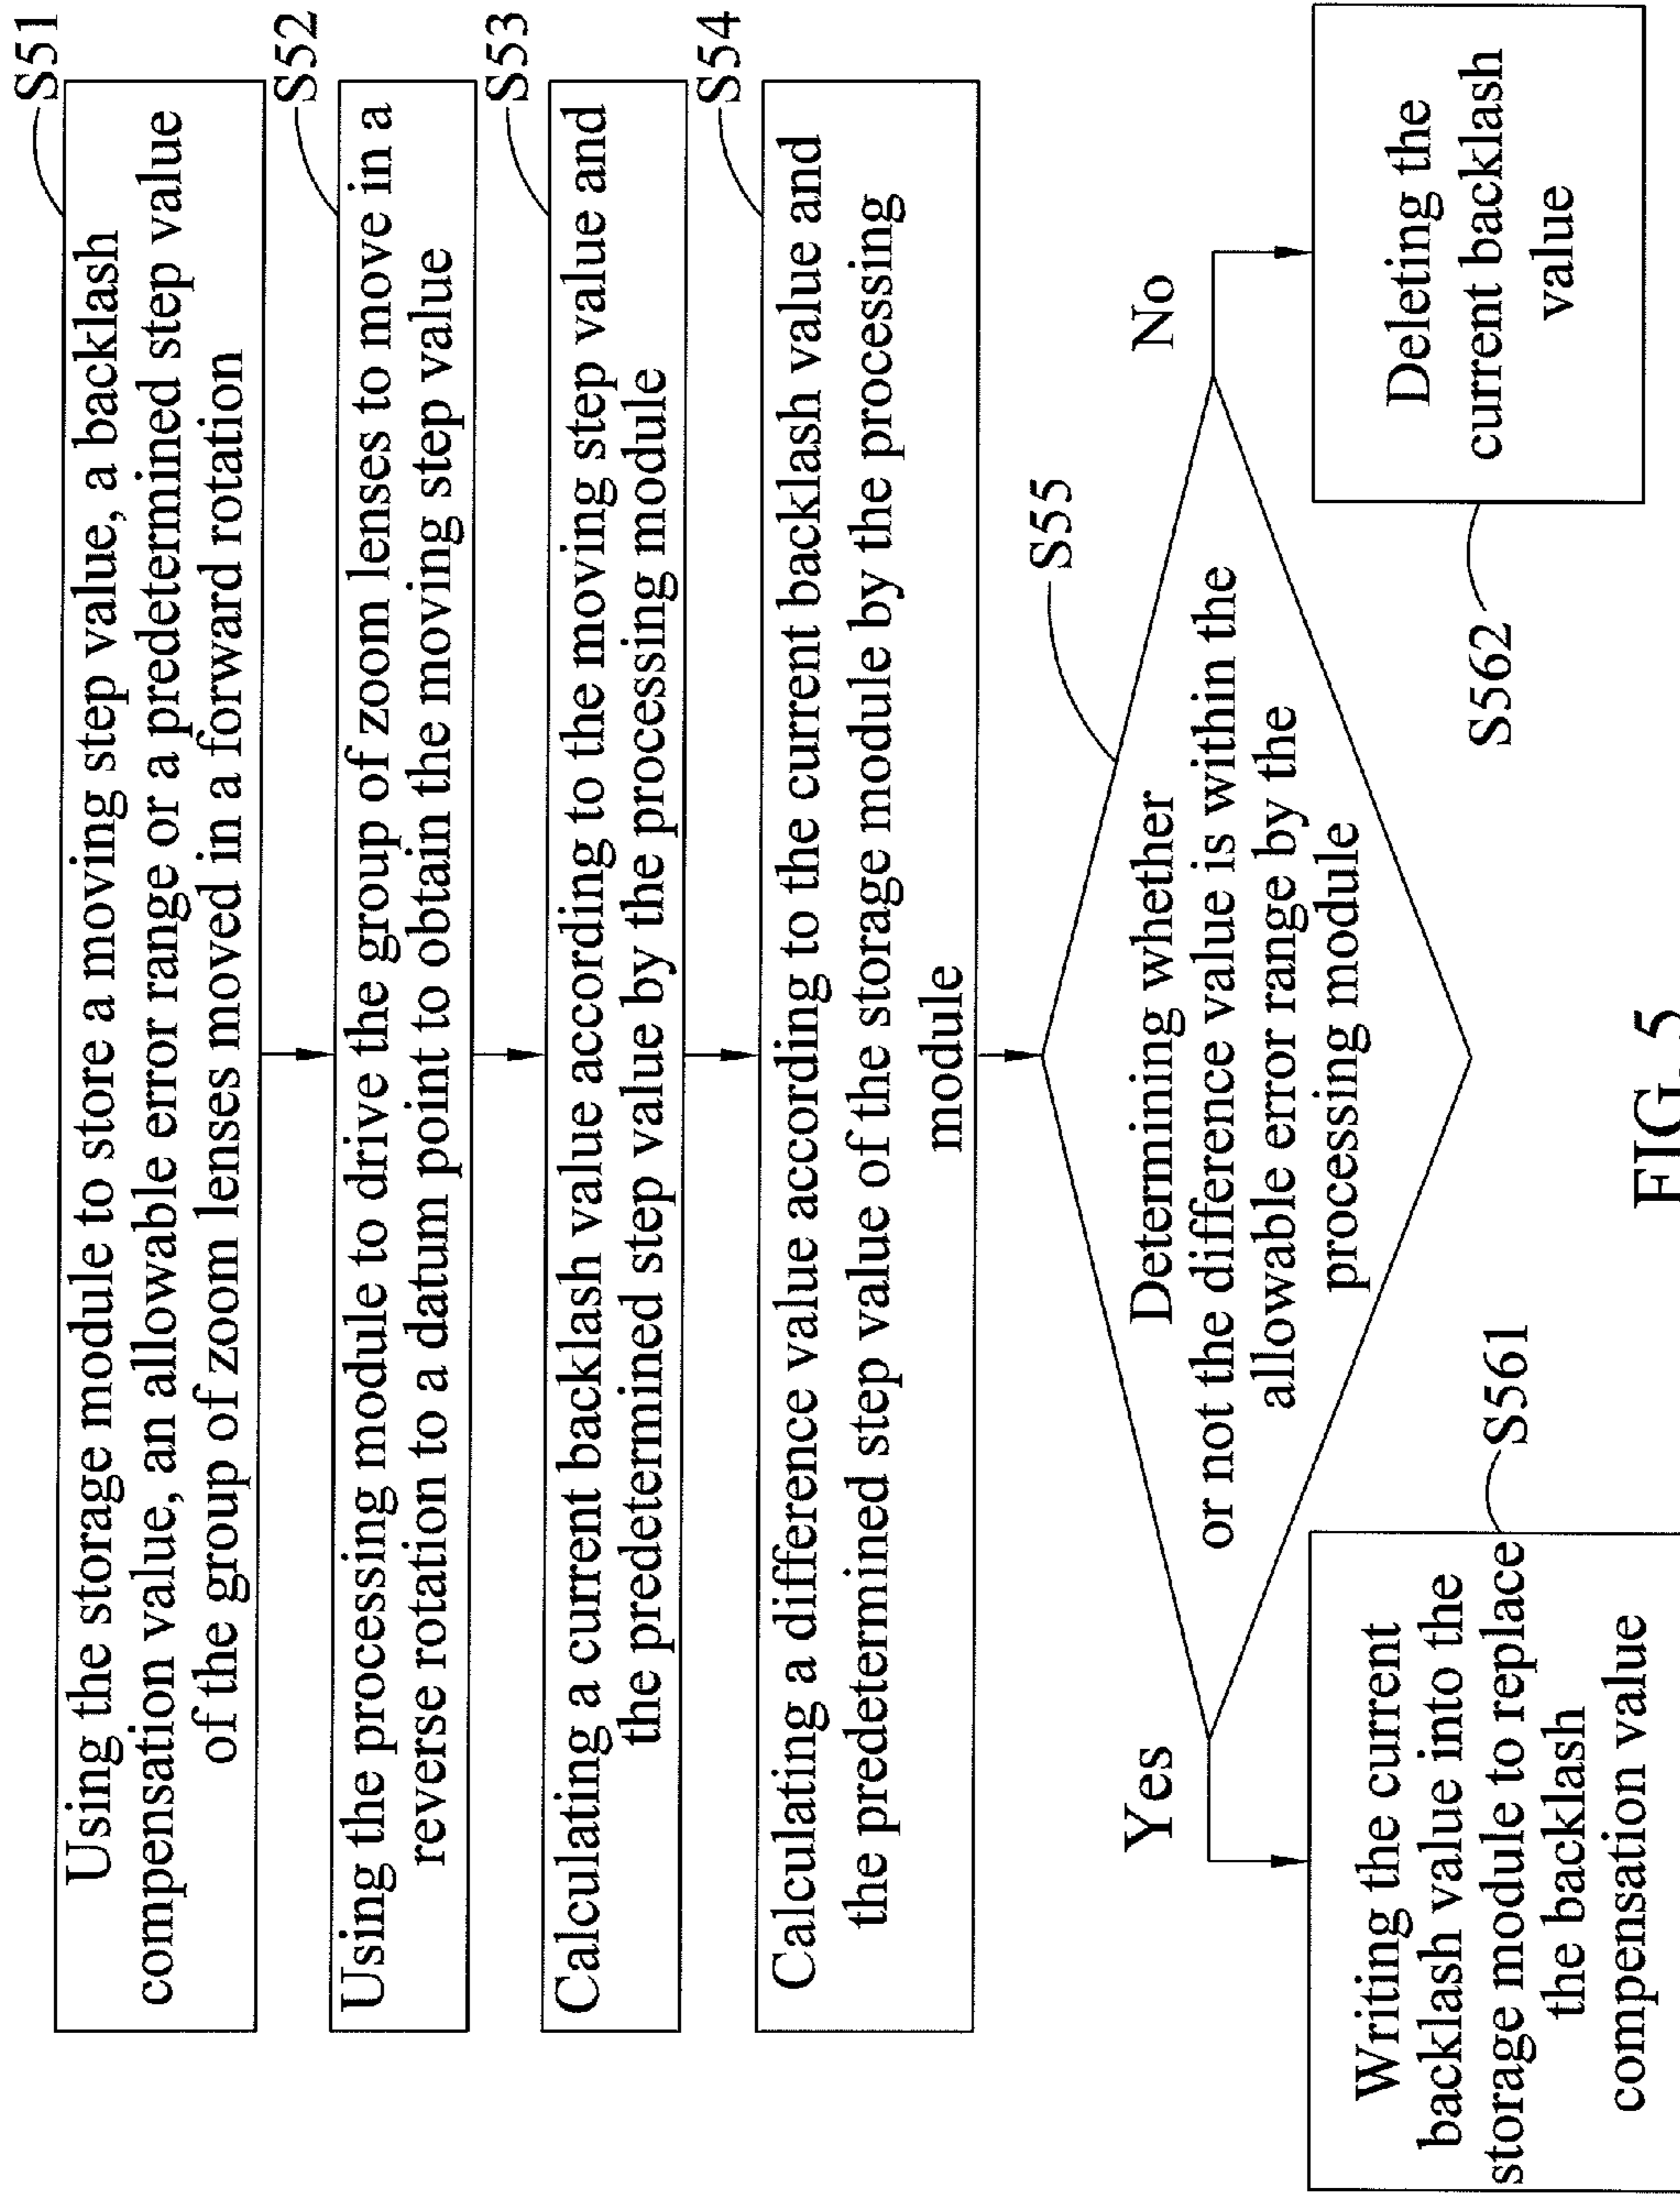 S51
Using the storage module to store a moving step value, a backlash
compensation value, an allowable error range or a predetermined step value
of the group of zoom lenses moved in a forward rotation
S52
Using the processing module to drive the group of zoom lenses to move in a
reverse rotation to a datum point to obtain the moving step value
S53
Calculating a current backlash value according to the moving step value and
the predetermined step value by the processing module
S54
Calculating a difference value according to the current backlash value and
the predetermined step value of the storage module by the processing
module
S55
Determining whether
or not the difference value is within the
allowable error range by the
processing module
Yes
No
Writing the current
backlash value into the
storage module to replace
the backlash
compensation value
S561
Deleting the
current backlash
value
S562
FIG. 5